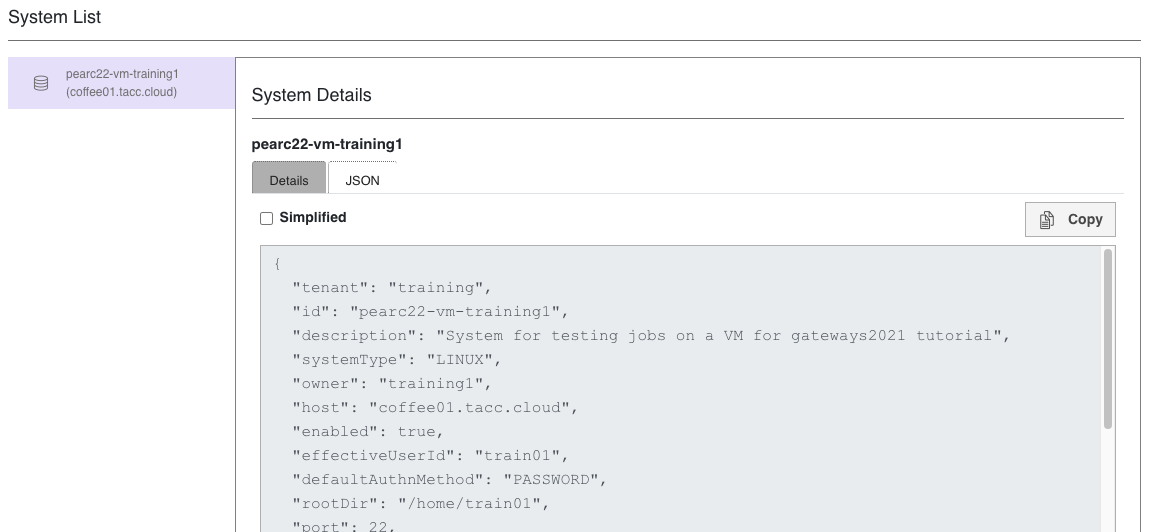 System List
pearc22-vm-training1
(coffee01.tacc.cloud)
System Details
pearc22-vm-training1
Details
JSON
Simplified
Copy
{
"tenant": "training",
"id": "pearc22-vm-training1",
"description": "System for testing jobs on a VM for gateways2021 tutorial",
"systemType": "LINUX",
"owner": "training1",
"host": "coffee01.tacc.cloud",
"enabled": true,
"effectiveUserId": "train01",
"defaultAuthnMethod": "PASSWORD",
"rootDir": "/home/train01",
"port": 22,